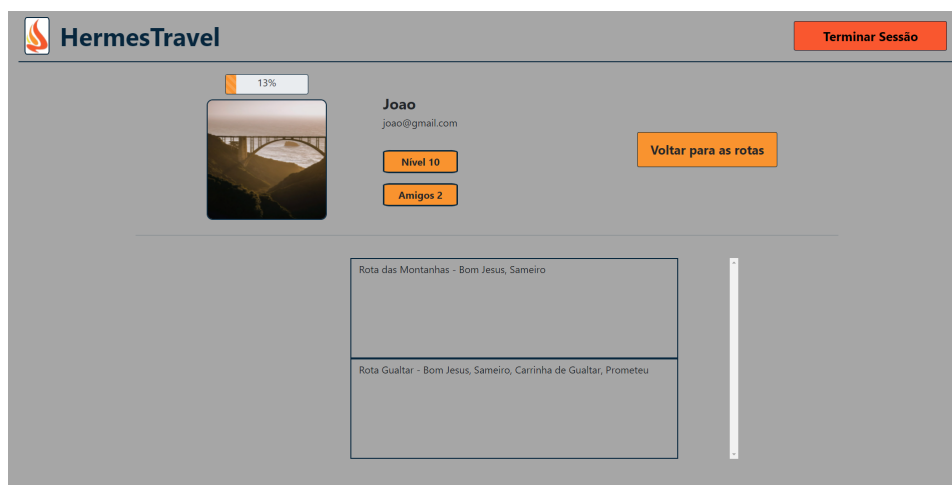 HermesTravel
Terminar Sessão
13%
Joao
joao@gmail.com
Nível 10
Amigos 2
Voltar para as rotas
Rota das Montanhas - Bom Jesus, Sameiro
Rota Gualtar - Bom Jesus, Sameiro, Carrinha de Gualtar, Prometeu